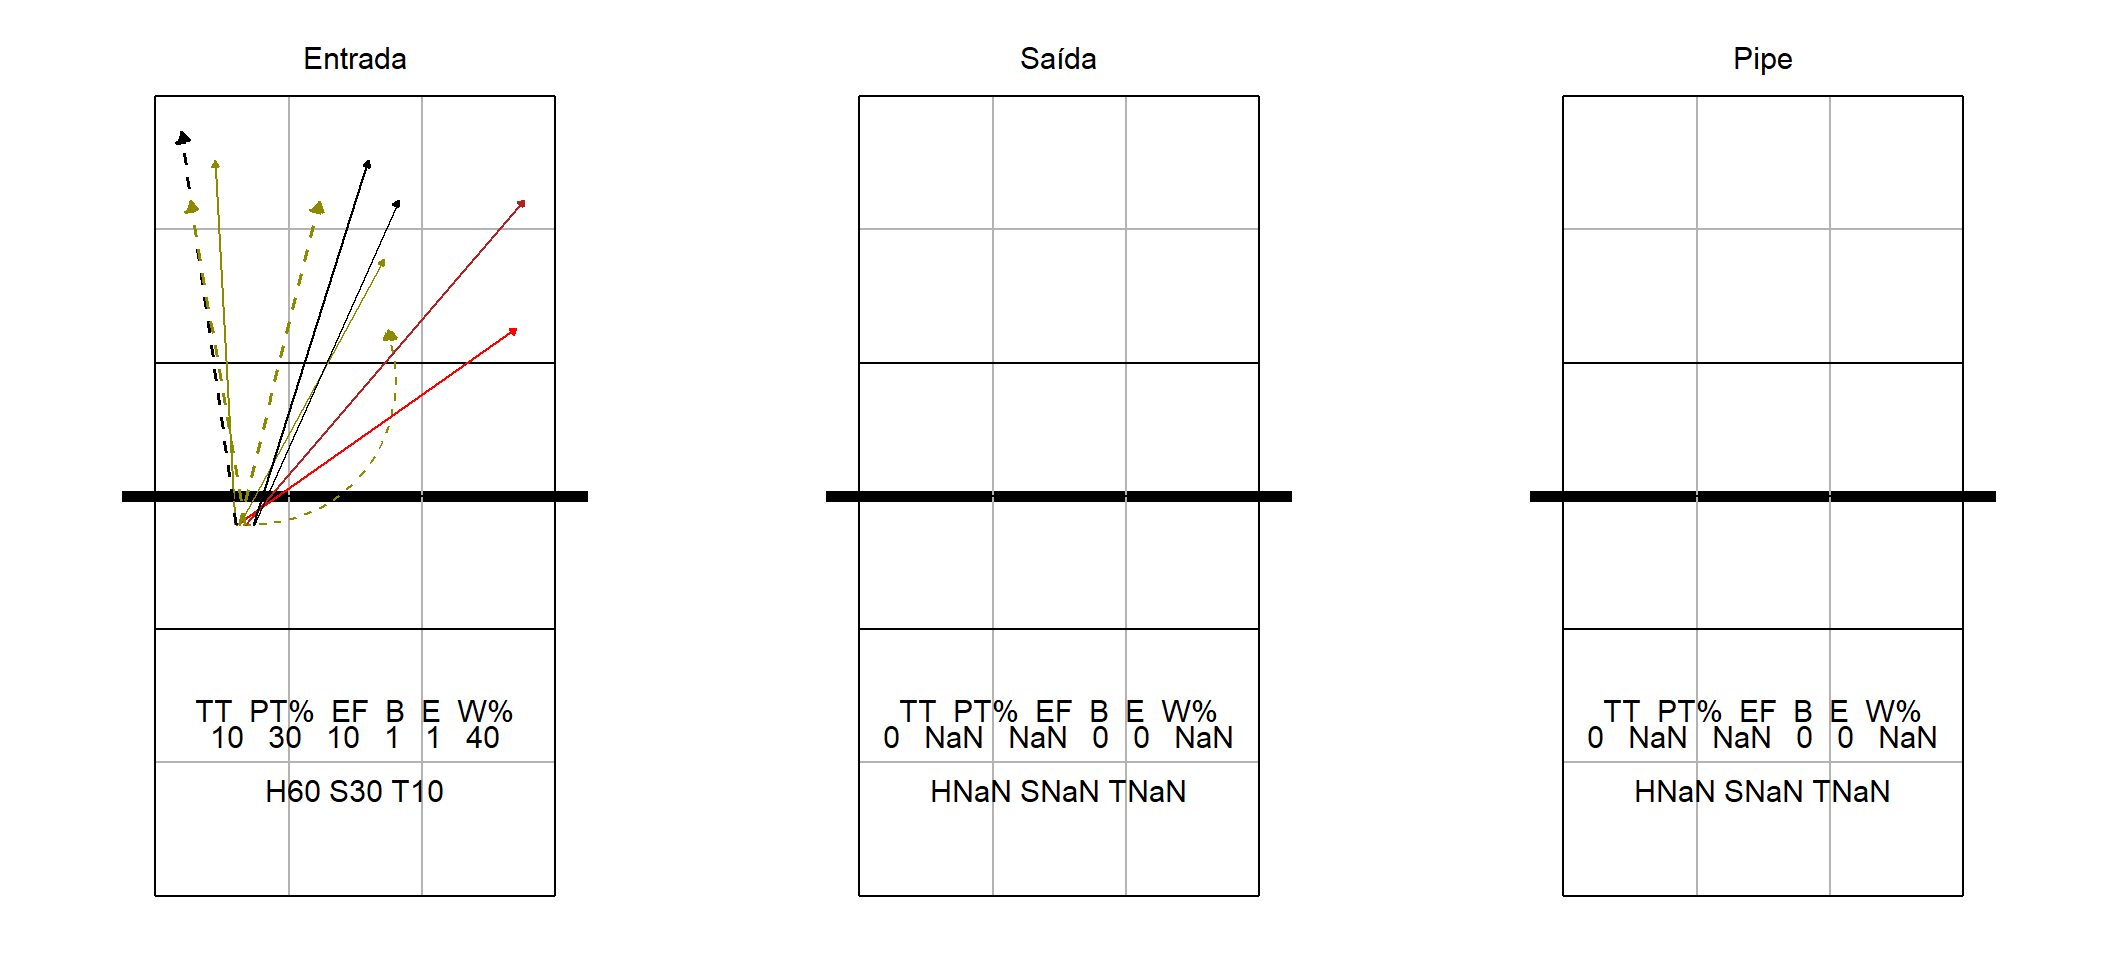 Entrada
TT PT% EF B E W%
10 30 10 1 1 40
H60 S30 T10
Saída
TT PT% EF B E W%
0 NaN NaN 0 0 NaN
HNaN SNaN TNaN
Pipe
TT PT% EF B E W%
0 NaN NaN 0 0 NaN
HNaN SNaN TNaN